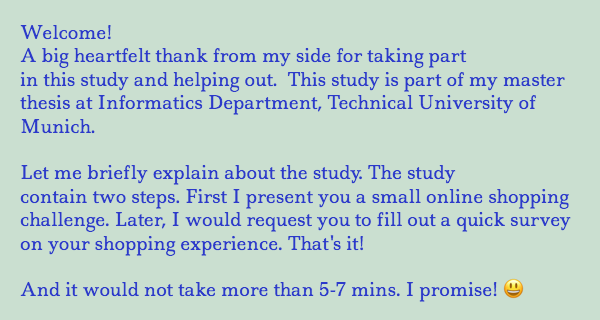 Welcome!
A big heartfelt thank from my side for taking part
in this study and helping out.  This study is part of my master
thesis at Informatics Department, Technical University of
Munich.
Let me briefly explain about the study. The study
contain two steps. First I present you a small online shopping
challenge. Later, I would request you to fill out a quick survey
on your shopping experience. That's it!
And it would not take more than 5-7 mins. I promise! 😃